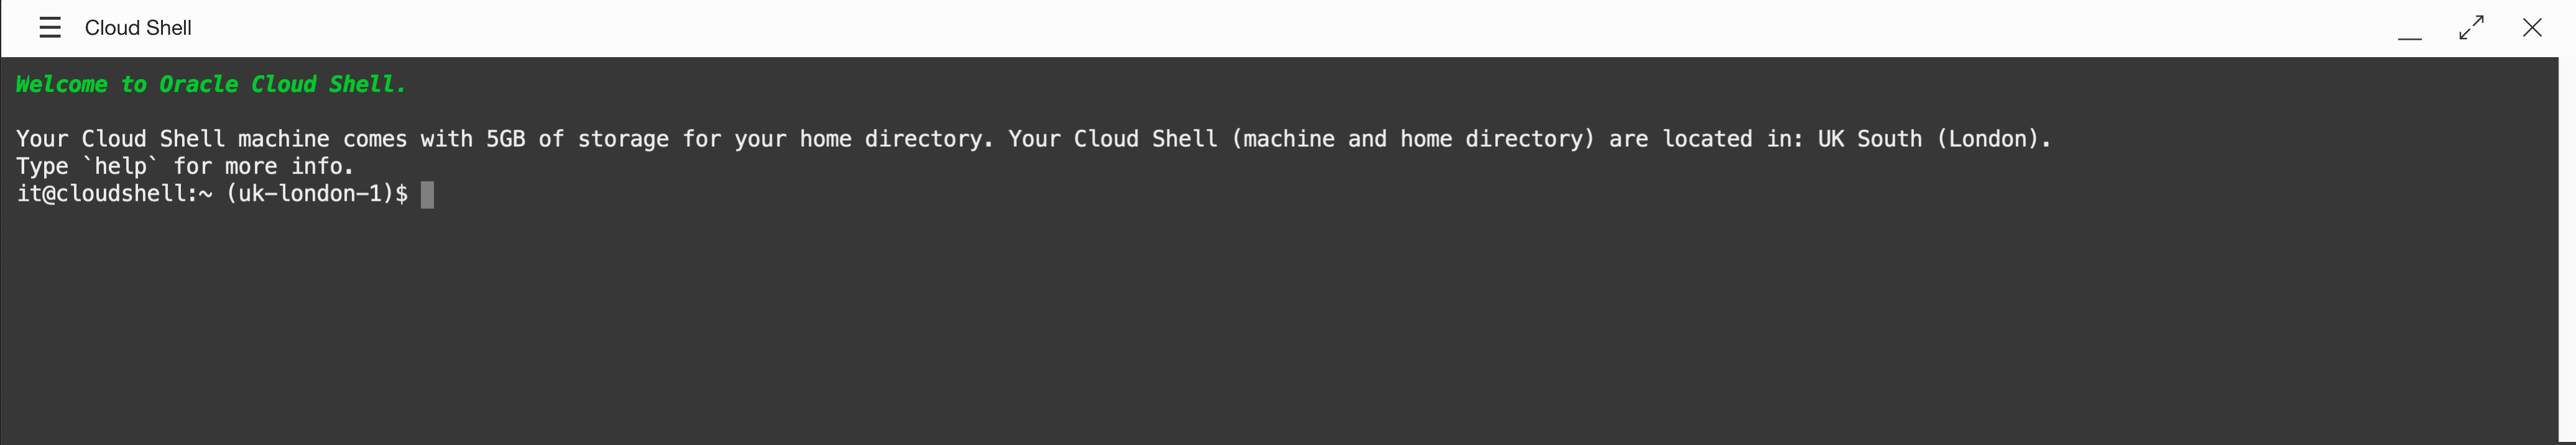 Cloud Shell
Welcome to Oracle Cloud Shell.
Your Cloud Shell machine comes with 5GB of storage for your home directory. Your Cloud Shell (machine and home directory) are located in: UK South (London).
Type `help` for more info.
it@cloudshell:~ (uk-london-1)$